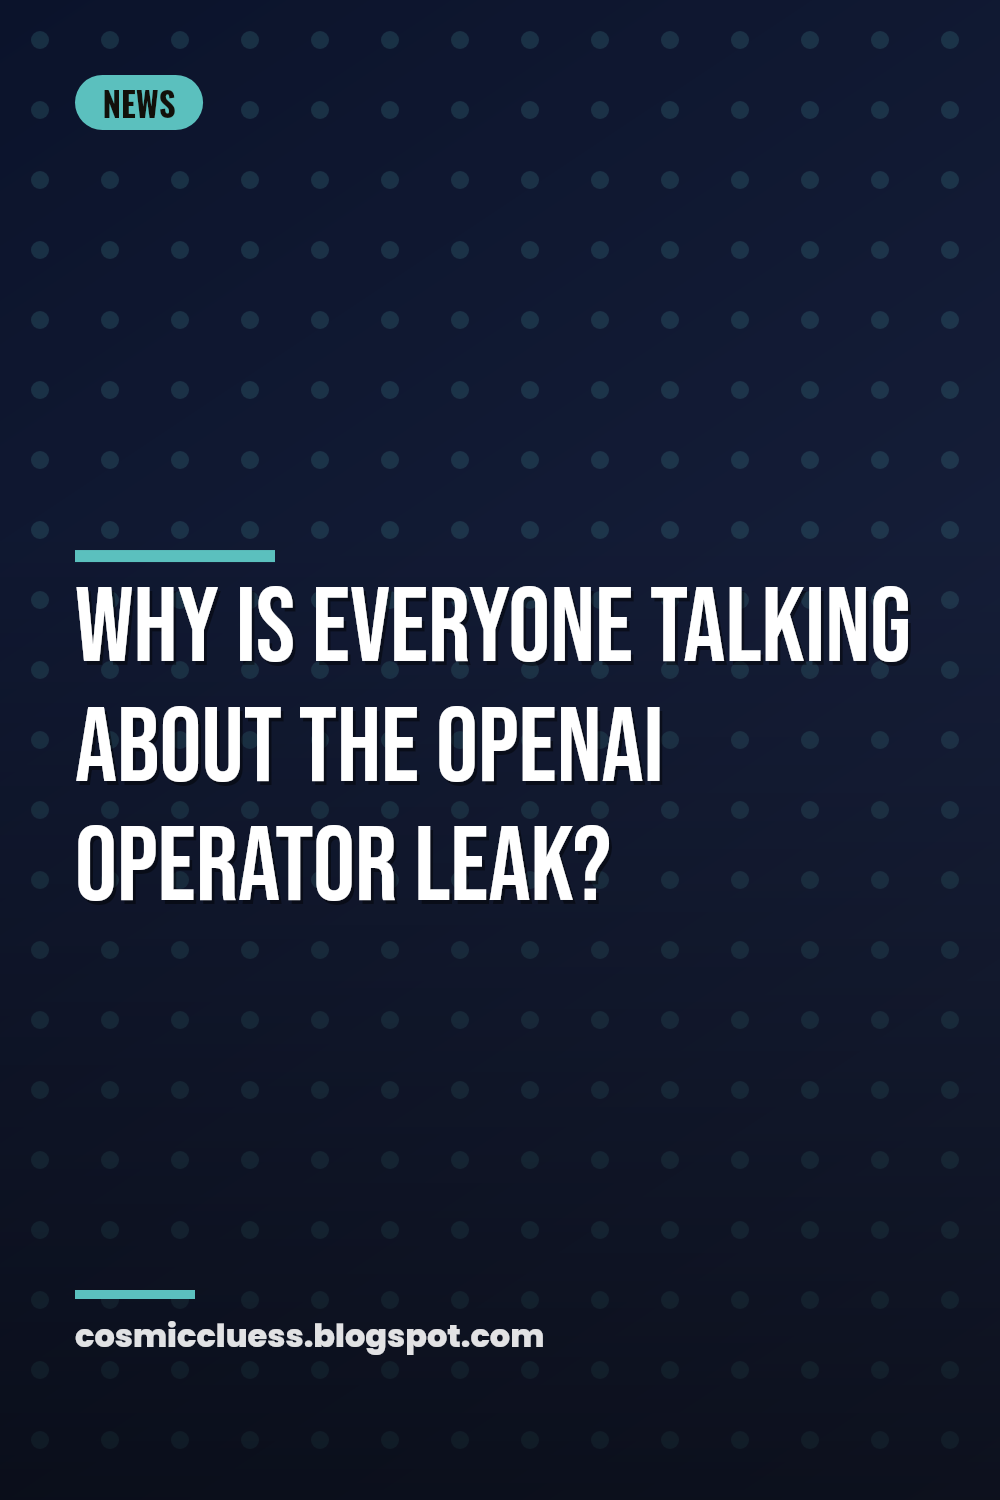 NEWS
WHY IS EVERYONE TALKING
ABOUT THE OPENAI
OPERATOR LEAK?
cosmiccluess.blogspot.com